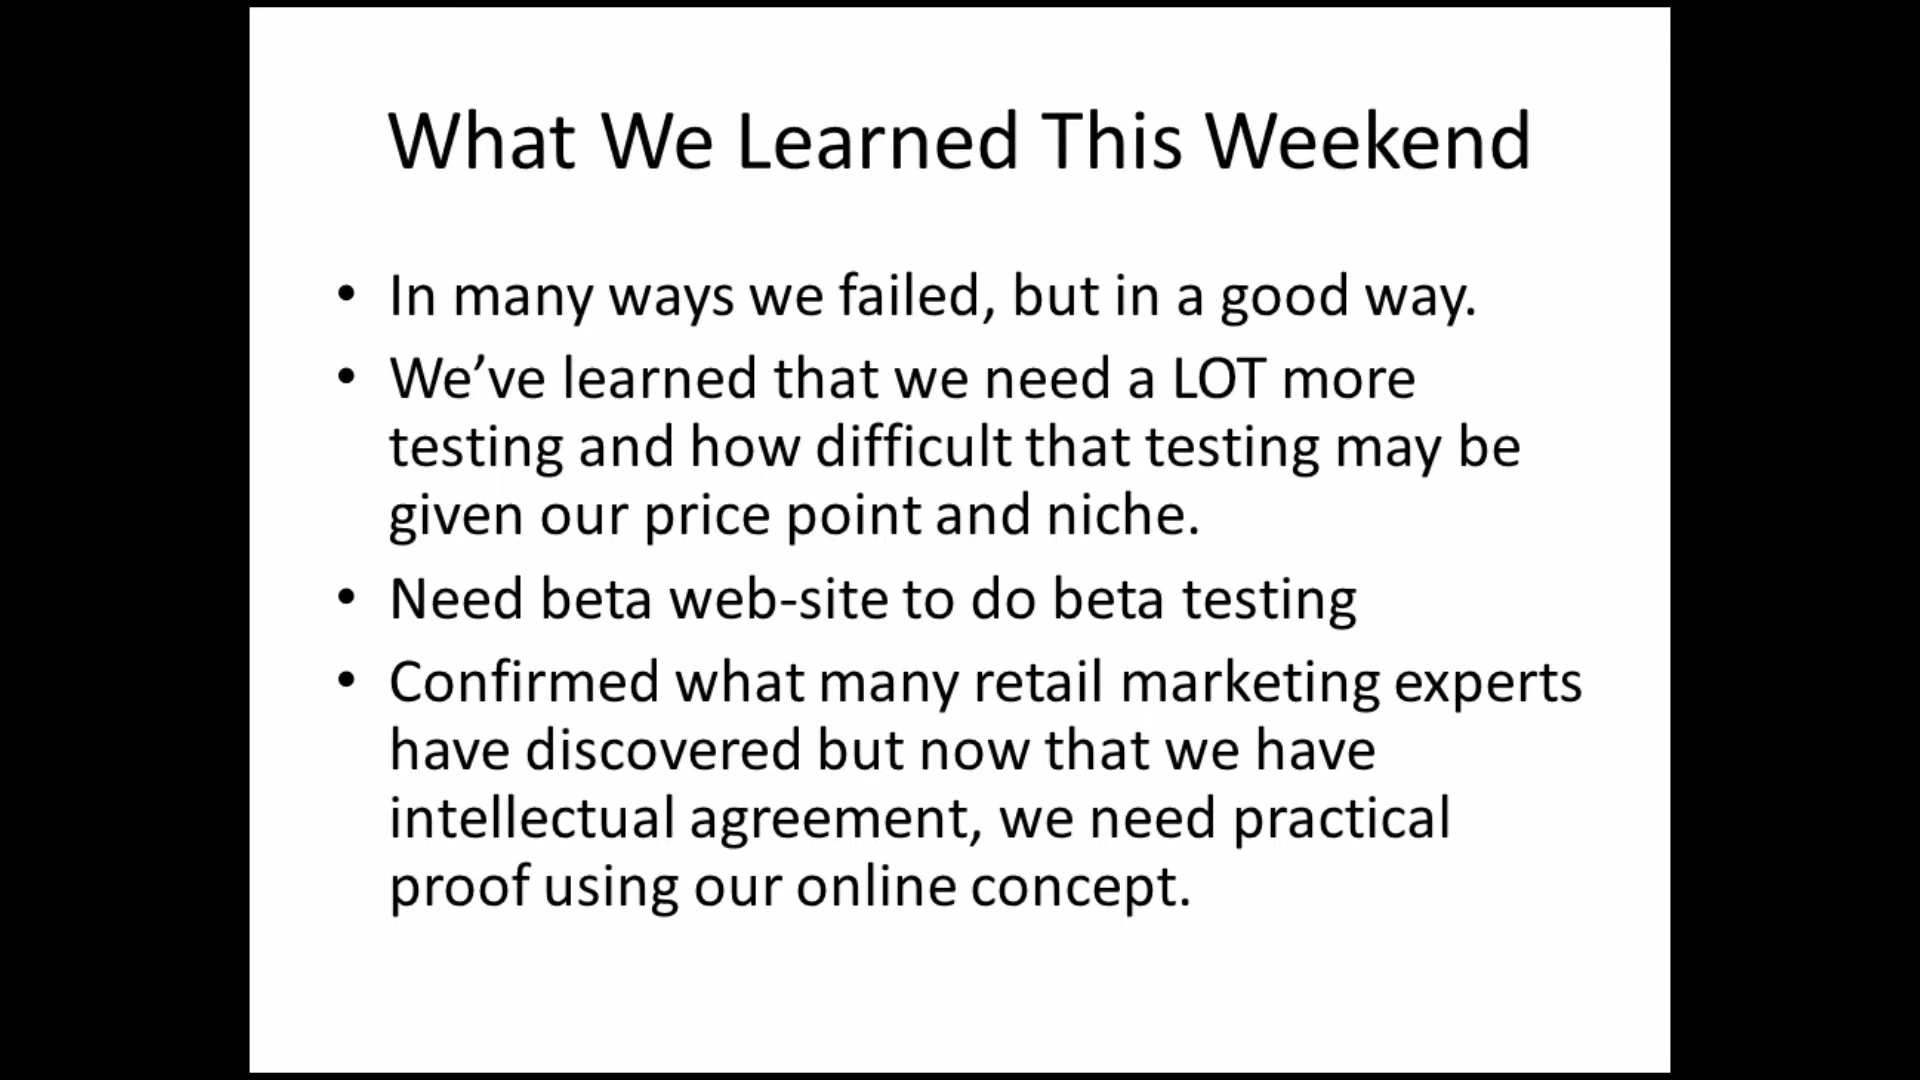 What We Learned This Weekend
• In many ways we failed, but in a good way.
• We’ve learned that we need a LOT more
testing and how difficult that testing may be
given our price point and niche.
• Need beta web-site to do beta testing
• Confirmed what many retail marketing experts
have discovered but now that we have
intellectual agreement, we need practical
proof using our online concept.